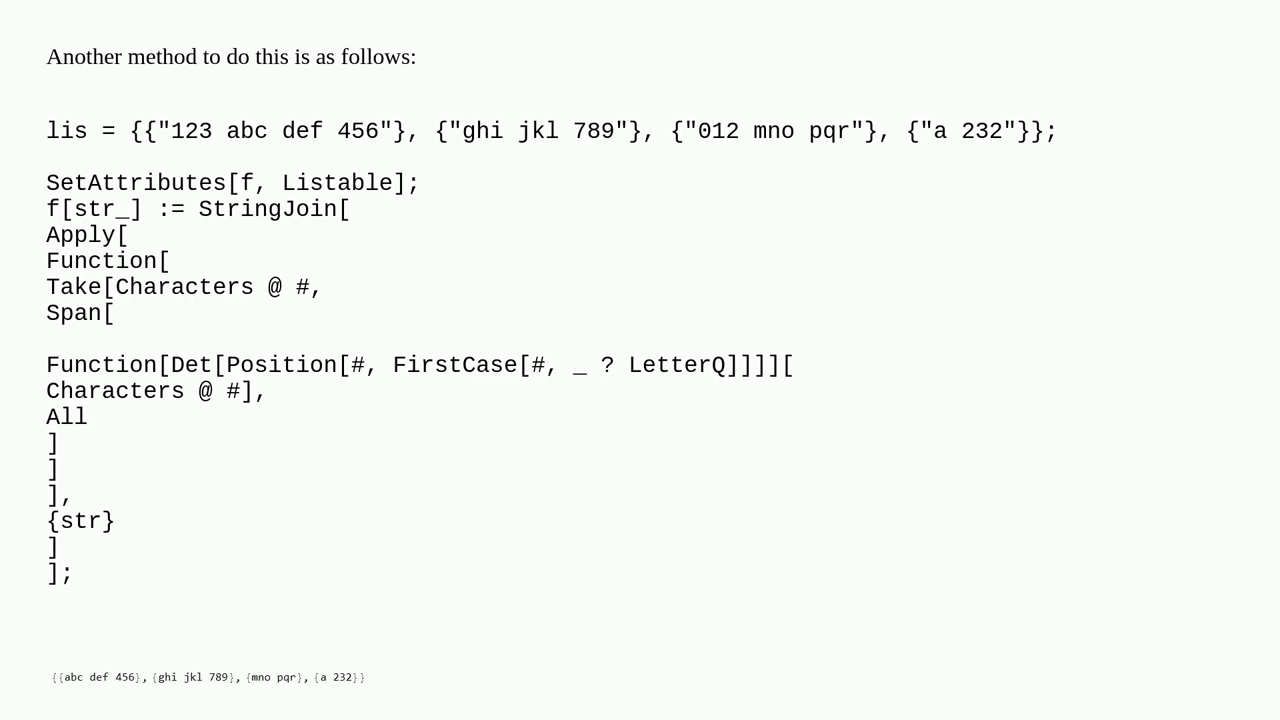 Another method to do this is as follows:
lis = {{"123 abc def 456"}, {"ghi jkl 789"}, {"012 mno pqr"}, {"a 232"}};
SetAttributes[f, Listable];
f[str_] := StringJoin[
Apply[
Function[
Take[Characters @ #,
Span[
Function[Det[Position[#, FirstCase[#, _ ? LetterQ]]]][
Characters @ #],
All
]
]
],
{str}
]
];
{{abc def 456}, {ghi jkl 789}, {mno pqr}, {a 232}}